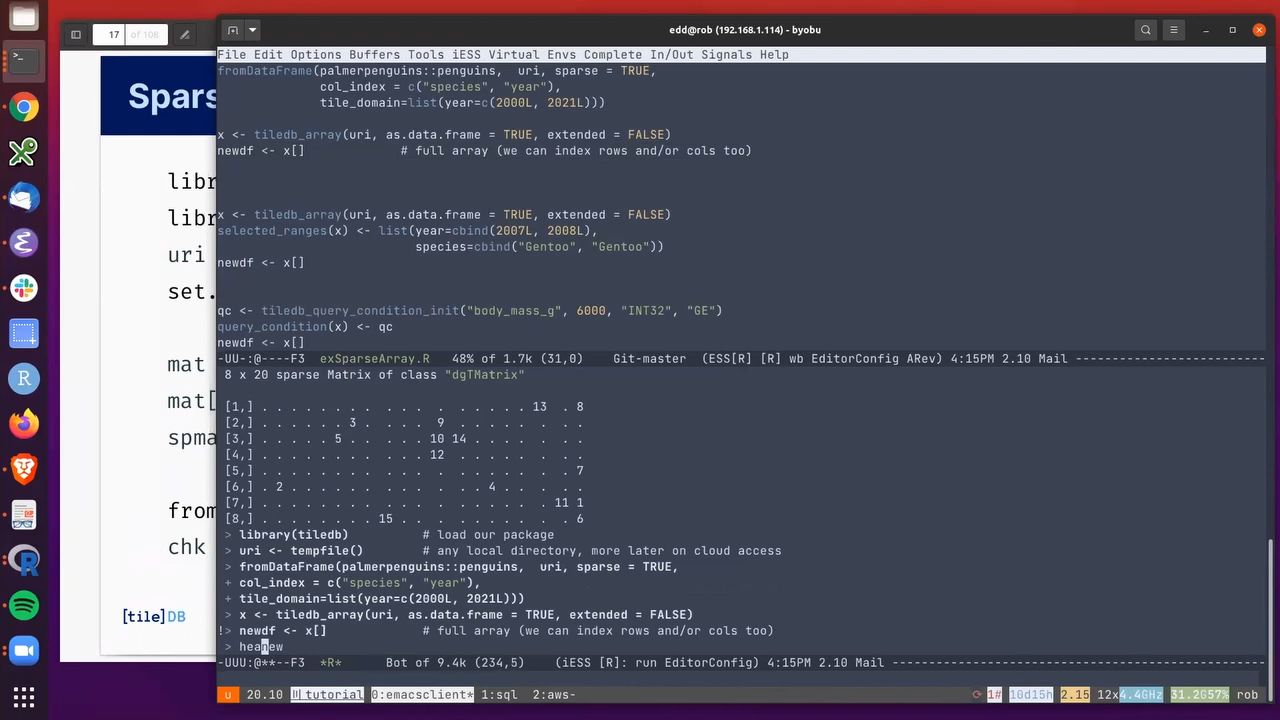 17 of 108
edd@rob (192.168.1.114) - byobu
File Edit Options Buffers Tools iESS Virtual Envs Complete In/Out Signals Help
fromDataFrame(palmerpenguins::penguins,  uri, sparse = TRUE,
              col_index = c("species", "year"),
              tile_domain=list(year=c(2000L, 2021L)))
x <- tiledb_array(uri, as.data.frame = TRUE, extended = FALSE)
newdf <- x[]             # full array (we can index rows and/or cols too)
x <- tiledb_array(uri, as.data.frame = TRUE, extended = FALSE)
selected_ranges(x) <- list(year=cbind(2007L, 2008L),
                           species=cbind("Gentoo", "Gentoo"))
newdf <- x[]
qc <- tiledb_query_condition_init("body_mass_g", 6000, "INT32", "GE")
query_condition(x) <- qc
newdf <- x[]
-UU-:@----F3  exSparseArray.R   48% of 1.7k (31,0)     Git-master  (ESS[R] [R] wb EditorConfig ARev) 4:15PM 2.10 Mail --------------------------
8 x 20 sparse Matrix of class "dgTMatrix"
[1,] . . . . . . . .  . . .  .  . . . . . 13  . 8
[2,] . . . . . . 3 .  . . .  9  . . . . .  .  . .
[3,] . . . . . 5 . .  . . . 10 14 . . . .  .  . .
[4,] . . . . . . . .  . . . 12  . . . . .  .  . .
[5,] . . . . . . . .  . . .  .  . . . . .  .  . 7
[6,] . 2 . . . . . .  . . .  .  . . 4 . .  .  . .
[7,] . . . . . . . .  . . .  .  . . . . .  . 11 1
[8,] . . . . . . . . 15 . .  .  . . . . .  .  . 6
> library(tiledb)          # load our package
> uri <- tempfile()        # any local directory, more later on cloud access
> fromDataFrame(palmerpenguins::penguins,  uri, sparse = TRUE,
+ col_index = c("species", "year"),
+ tile_domain=list(year=c(2000L, 2021L)))
> x <- tiledb_array(uri, as.data.frame = TRUE, extended = FALSE)
!> newdf <- x[]             # full array (we can index rows and/or cols too)
> heanew
-UUU:@**--F3  *R*      Bot of 9.4k (234,5)     (iESS [R]: run EditorConfig) 4:15PM 2.10 Mail ----------------------------------------------------
u  20.10 tutorial 0:emacsclient* 1:sql  2:aws- 1# 10d15h 2.15 12x4.4GHz 31.2G57% rob
Spars
libr
libr
uri
set.
mat
mat[
spma
from
chk
[tile]DB